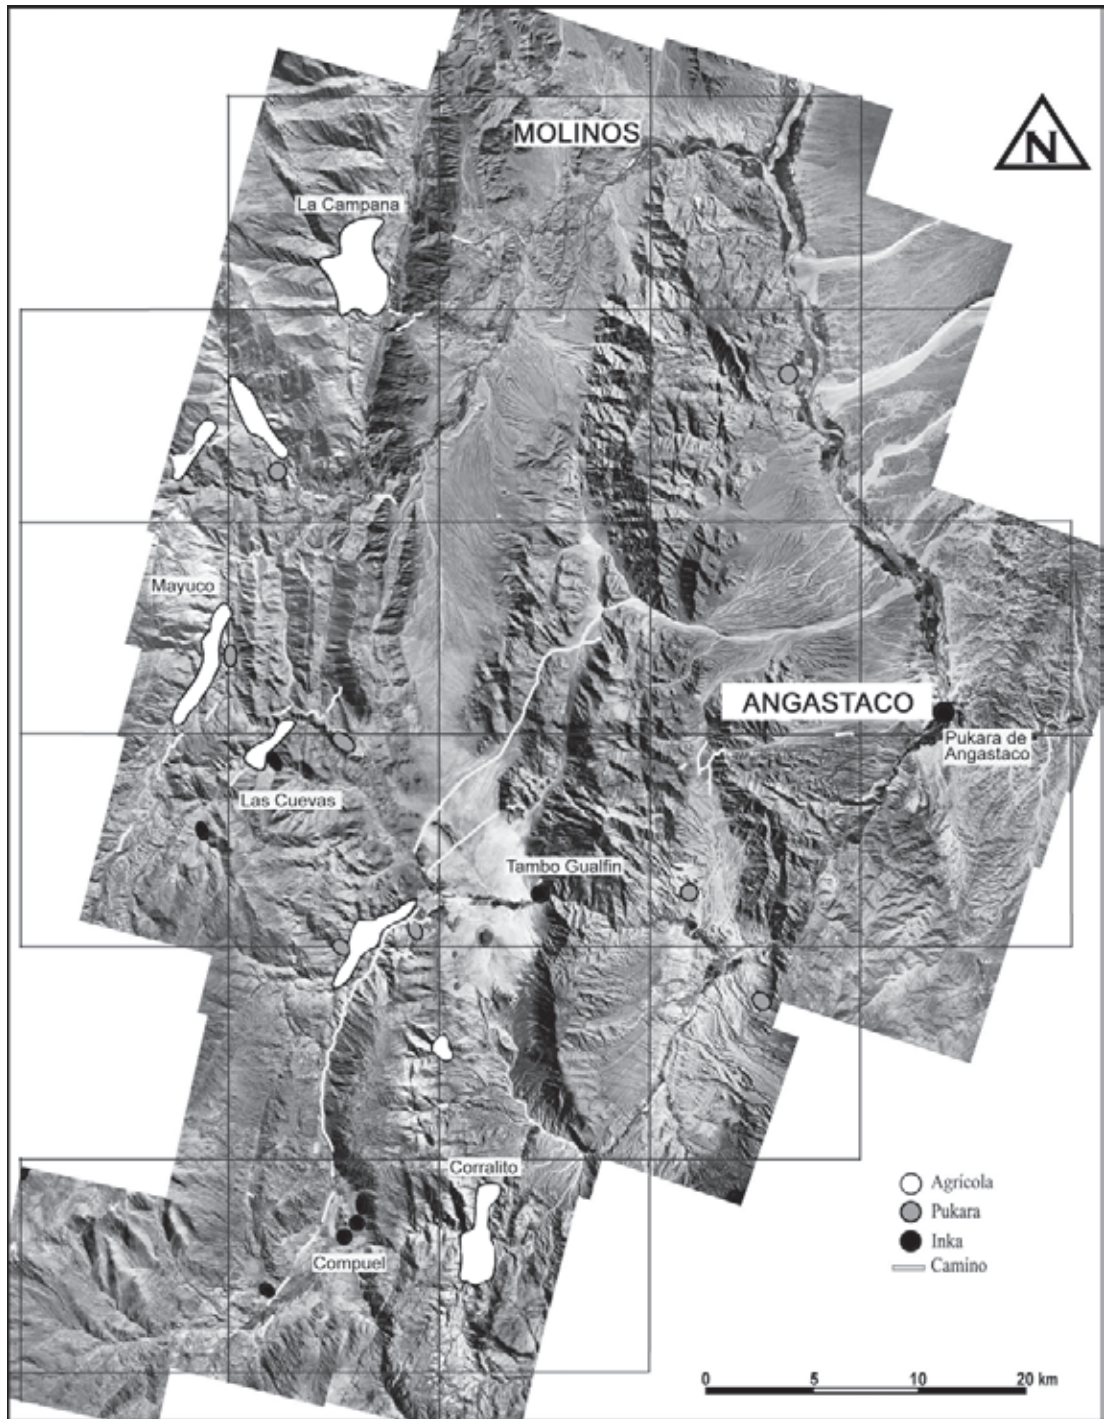 MOLINOS
N
La Campana
Mayuco
ANGASTACO
Pukara de
Angastaco
Las Cuevas
Tambo Gualfin
Corralito
Compuel
Agrícola
Pukara
Inka
Camino
0 5 10 20 km